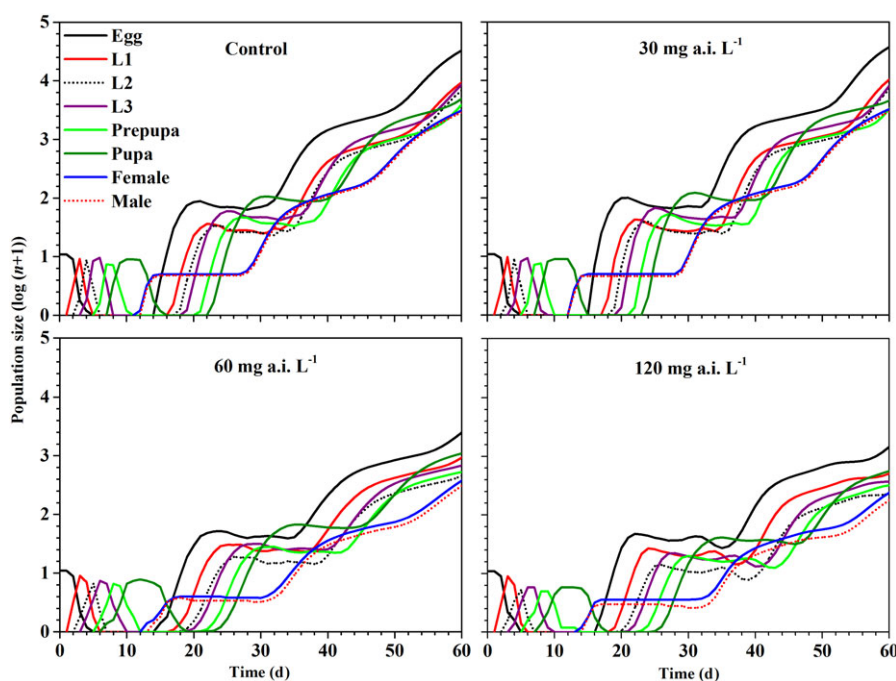 Control
30 mg a.i. L-1
Egg
L1
L2
L3
Prepupa
Pupa
Female
Male
5
4
3
2
1
0
60 mg a.i. L-1
120 mg a.i. L-1
5
4
3
2
1
0
0 10 20 30 40 50 60
0 10 20 30 40 50 60
Time (d)
Time (d)
Population size (log (n+1))